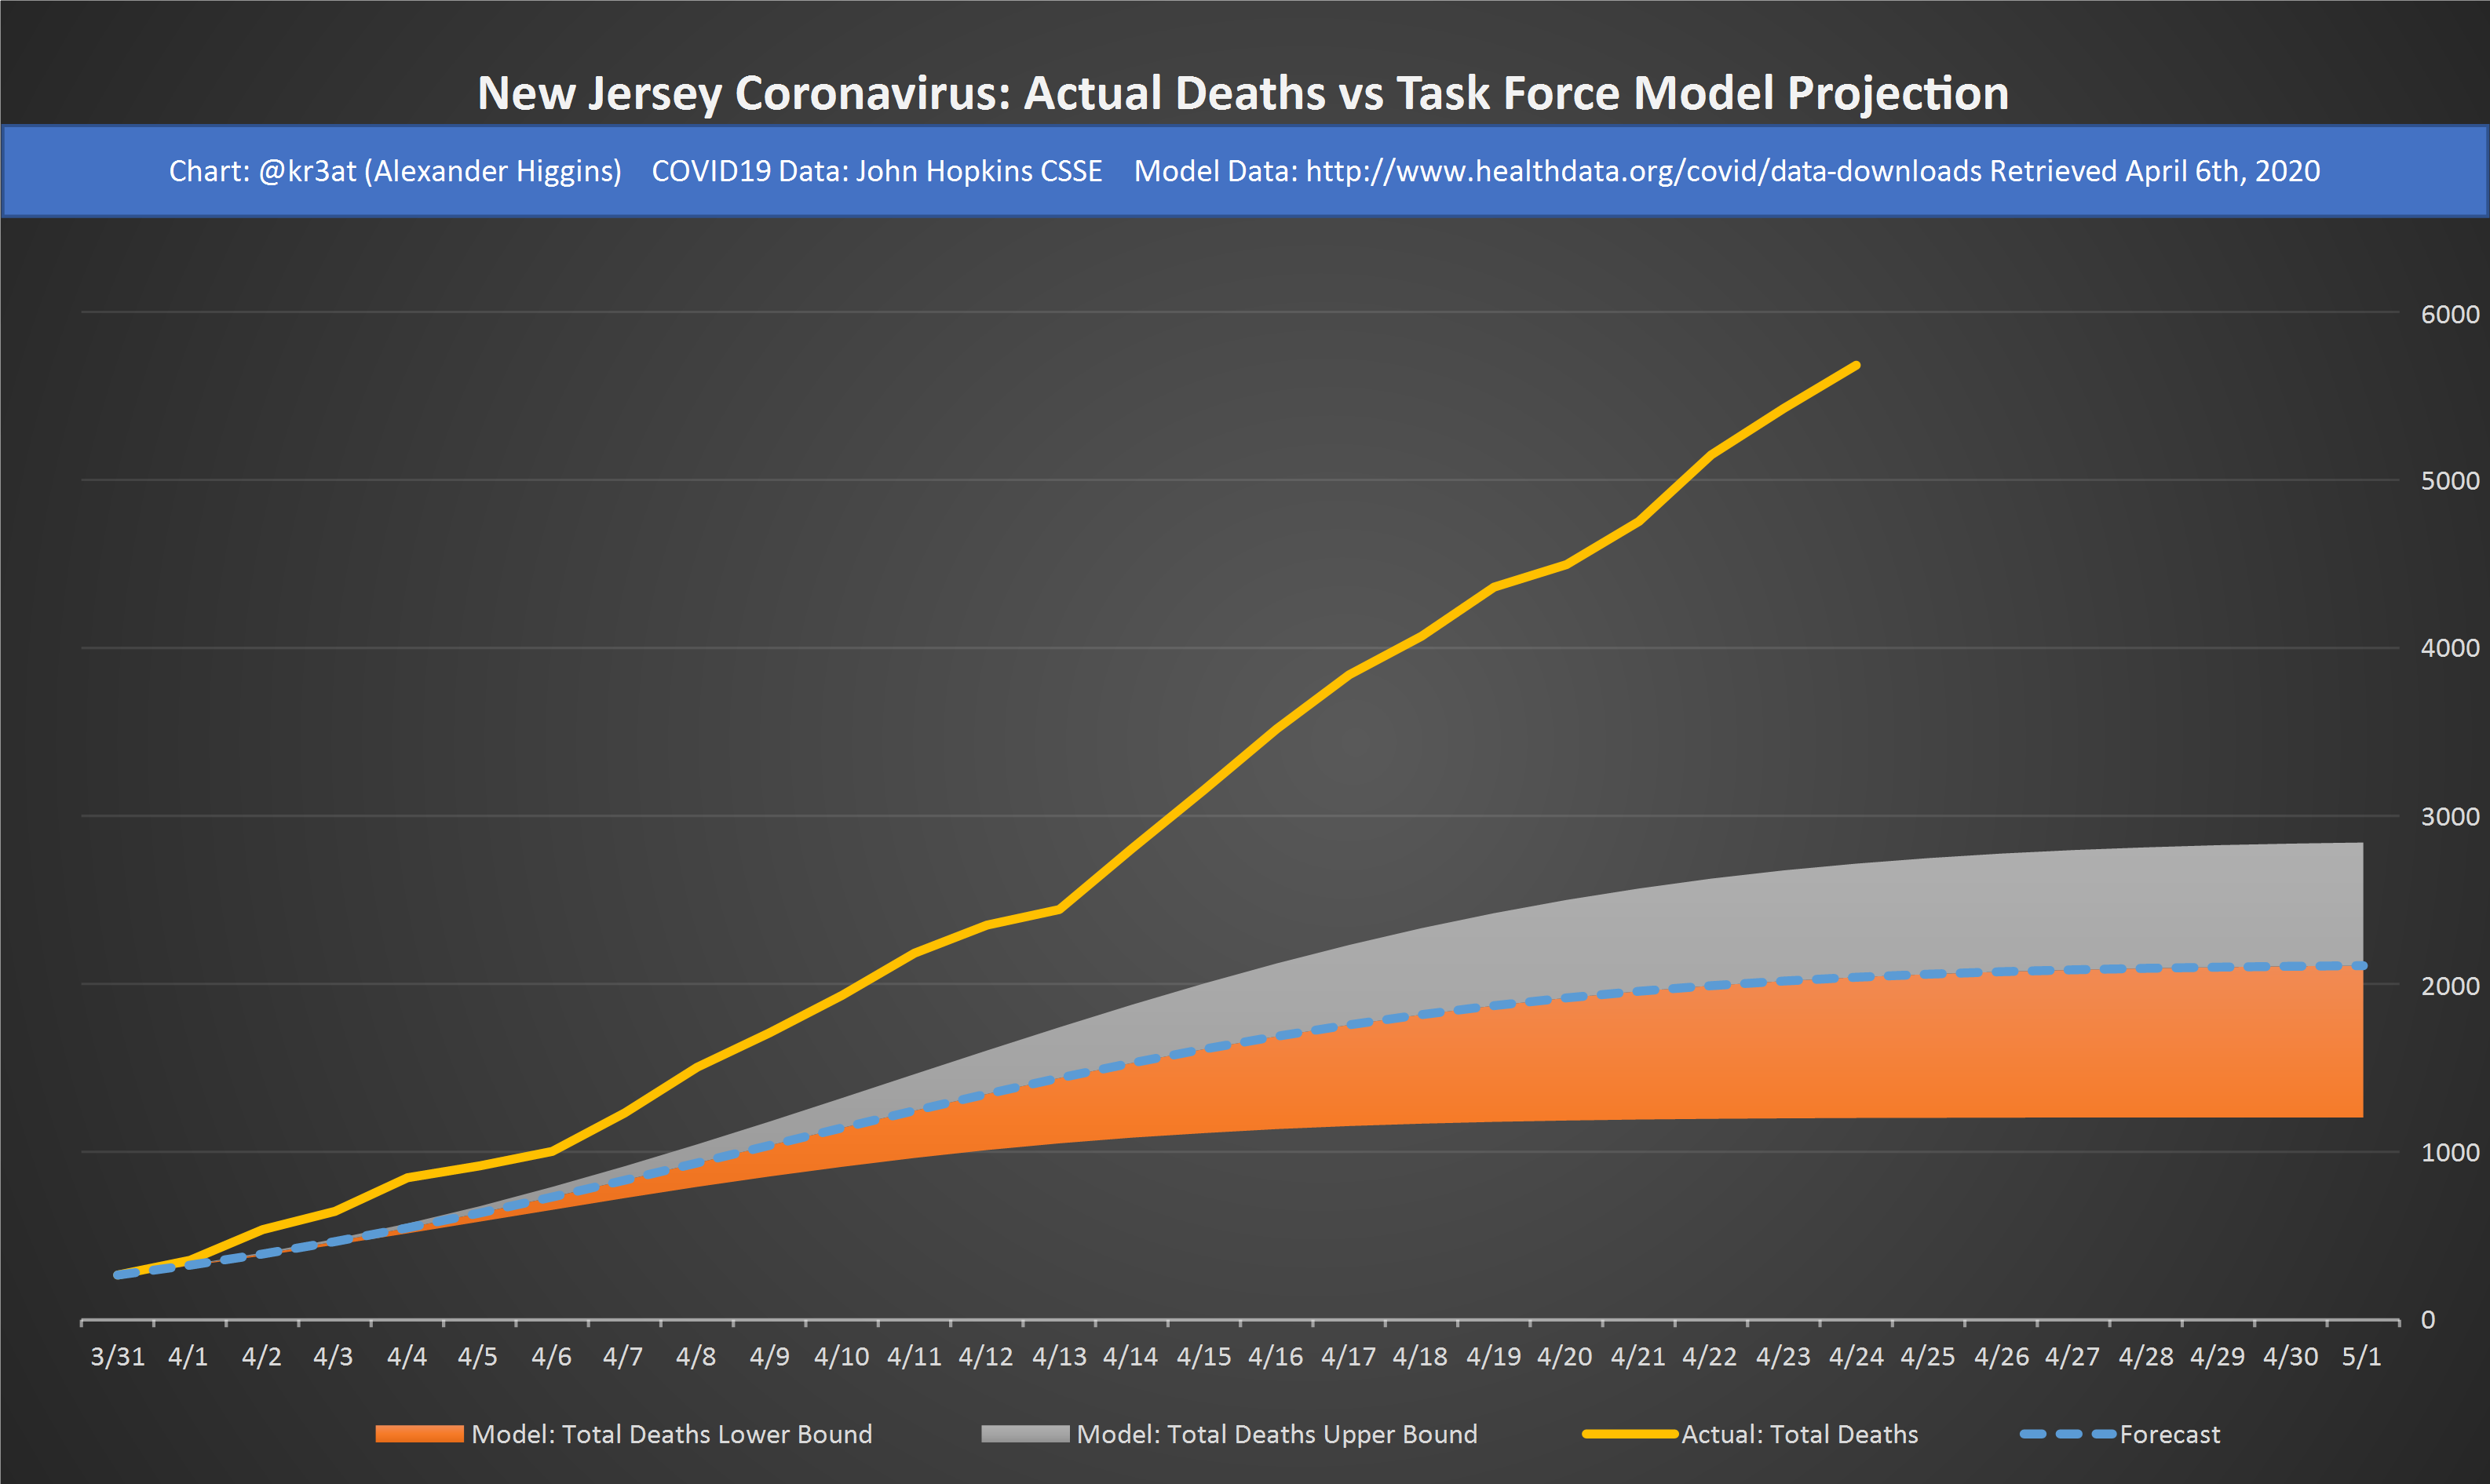 New Jersey Coronavirus: Actual Deaths vs Task Force Model Projection
Chart: @kr3at (Alexander Higgins) COVID19 Data: John Hopkins CSSE Model Data: http://www.healthdata.org/covid/data-downloads Retrieved April 6th, 2020
6000
5000
4000
3000
2000
1000
0
3/31 4/1 4/2 4/3 4/4 4/5 4/6 4/7 4/8 4/9 4/10 4/11 4/12 4/13 4/14 4/15 4/16 4/17 4/18 4/19 4/20 4/21 4/22 4/23 4/24 4/25 4/26 4/27 4/28 4/29 4/30 5/1
Model: Total Deaths Lower Bound Model: Total Deaths Upper Bound Actual: Total Deaths Forecast